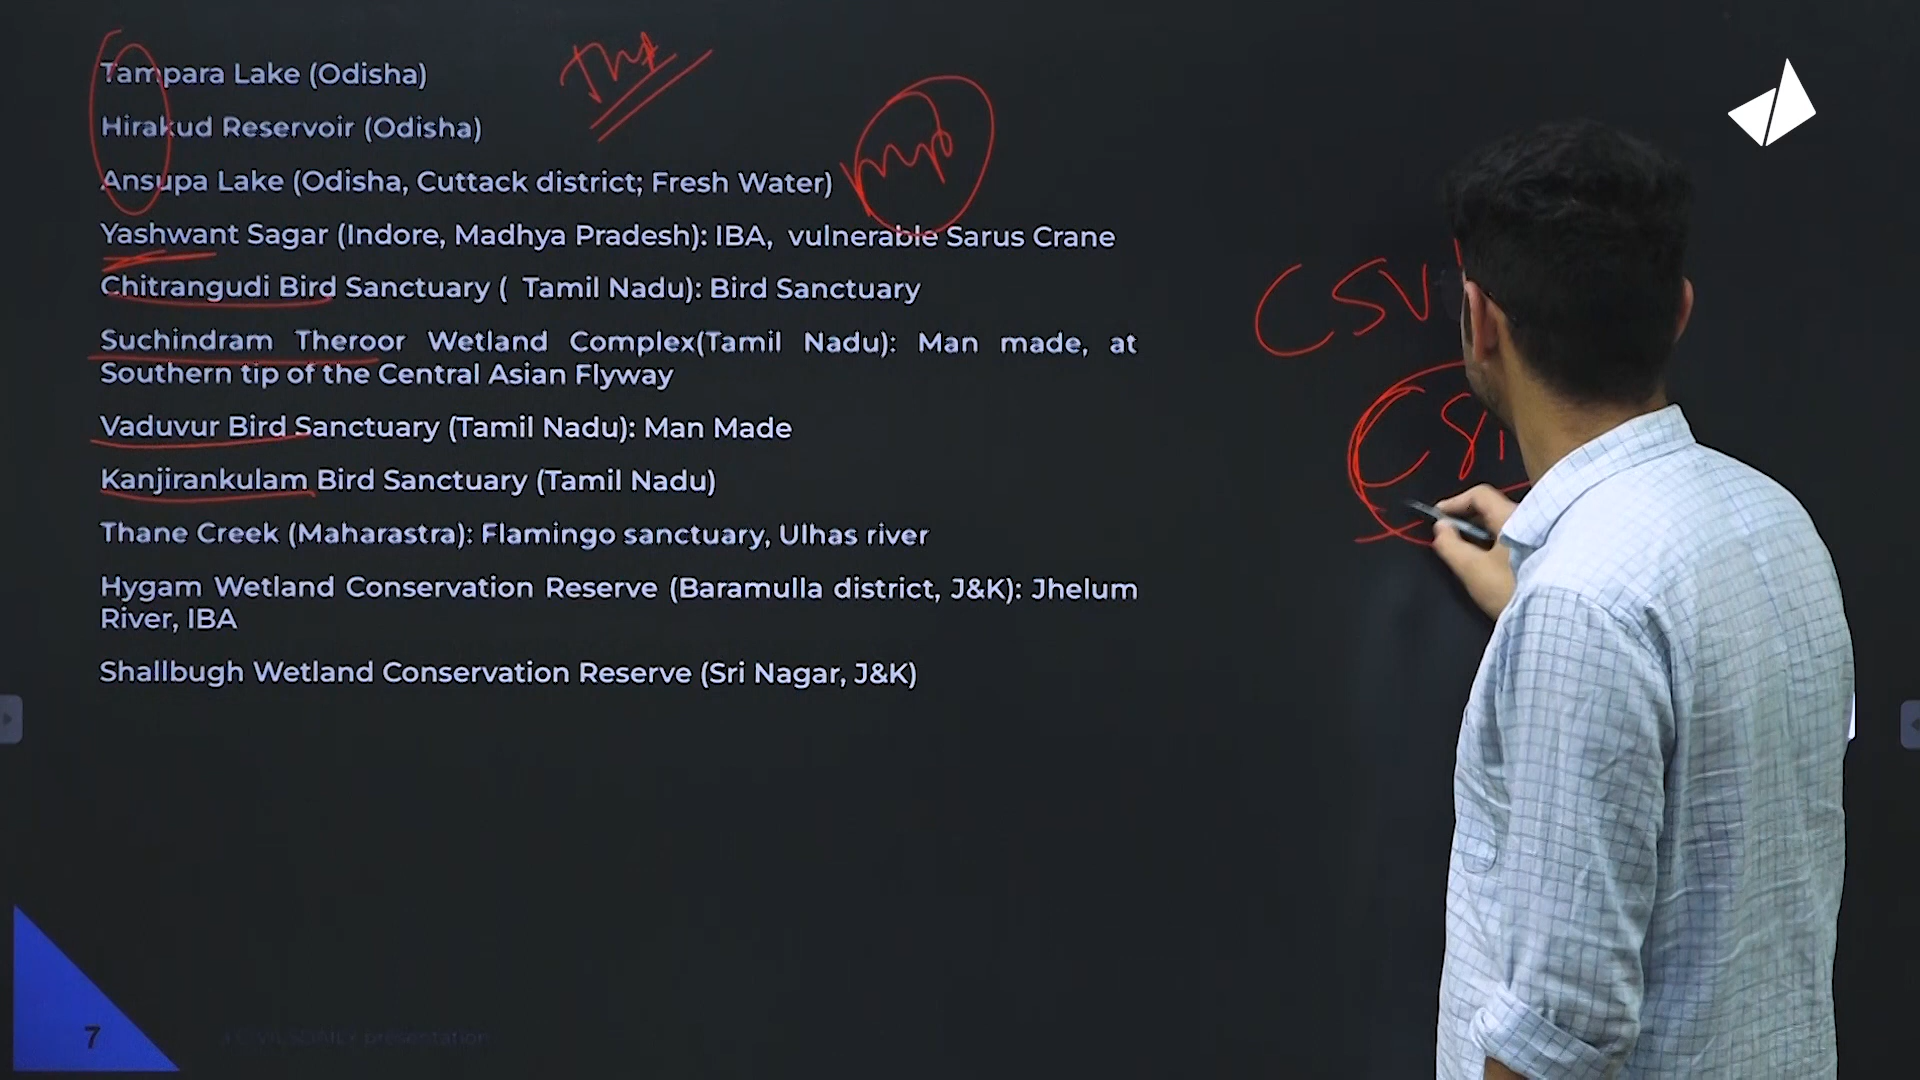 Tampara Lake (Odisha)
Hirakud Reservoir (Odisha)
Ansupa Lake (Odisha, Cuttack district; Fresh Water)
mp
Yashwant Sagar (Indore, Madhya Pradesh): IBA, vulnerable Sarus Crane
Chitrangudi Bird Sanctuary ( Tamil Nadu): Bird Sanctuary
CSV
Suchindram Theroor Wetland Complex(Tamil Nadu): Man made, at
Southern tip of the Central Asian Flyway
Vaduvur Bird Sanctuary (Tamil Nadu): Man Made
Kanjirankulam Bird Sanctuary (Tamil Nadu)
Thane Creek (Maharastra): Flamingo sanctuary, Ulhas river
Hygam Wetland Conservation Reserve (Baramulla district, J&K): Jhelum
River, IBA
Shallbugh Wetland Conservation Reserve (Sri Nagar, J&K)
7
presentation